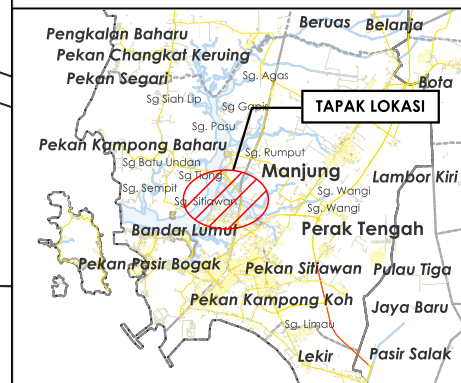 Beruas
Belanja
Pengkalan Baharu
Pekan Changkat Keruing
Pekan Segari
Sg. Agas
Bota
Sg Siah Lip
Sg Gapis
TAPAK LOKASI
Sg. Pasu
Pekan Kampong Baharu
Sg. Rumput
Sg Batu Undan
Sg Tiong
Manjung
Lambor Kiri
Sg. Sempit
Sg. Wangi
Sg. Sitiawan
Sg. Wangi
Bandar Lumut
Perak Tengah
Pekan Pasir Bogak
Pekan Sitiawan
Pulau Tiga
Pekan Kampong Koh
Jaya Baru
Sg. Limau
Lekir
Pasir Salak